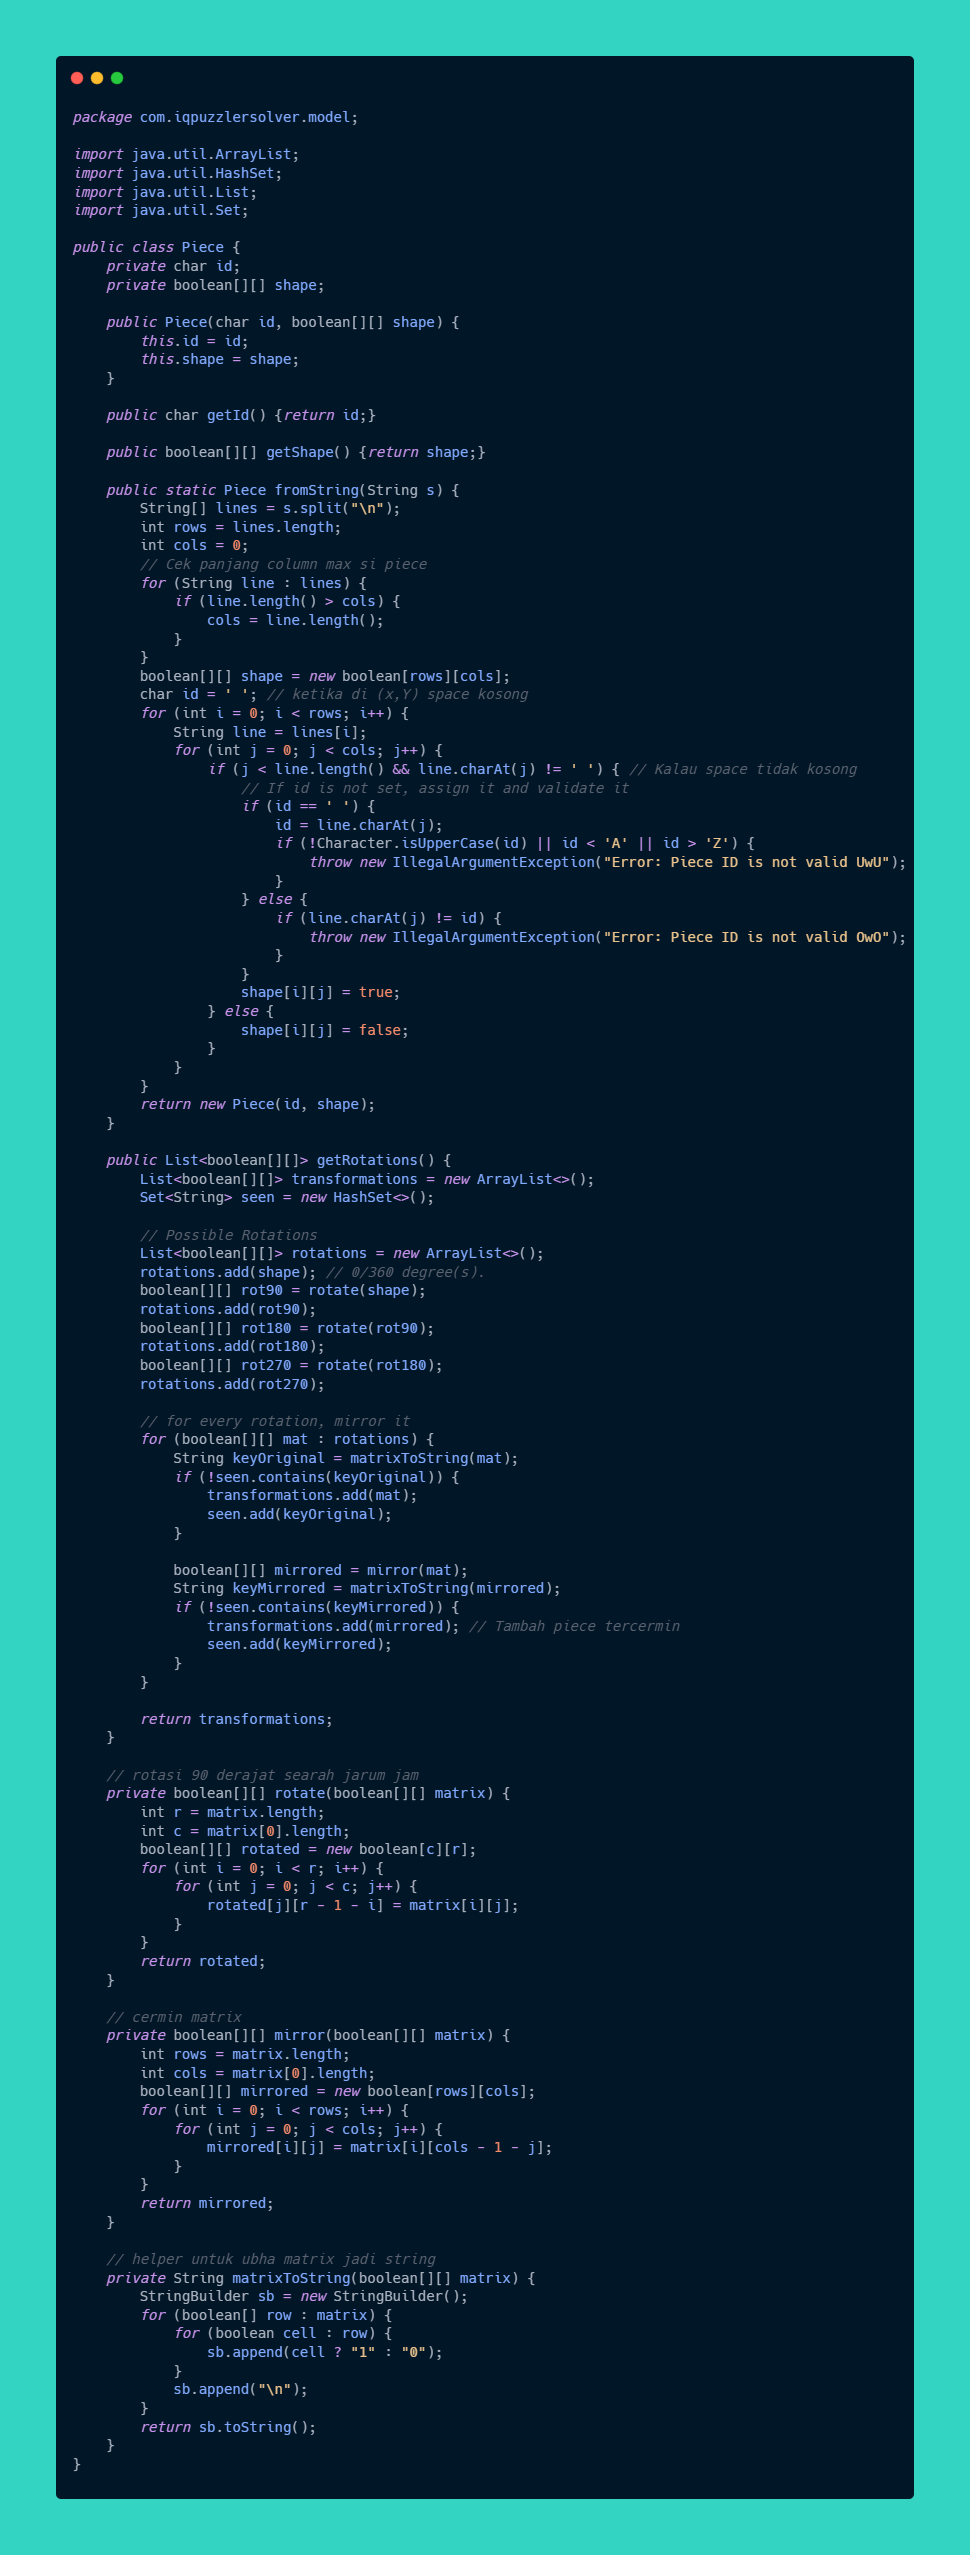 package com.iqpuzzlersolver.model;

import java.util.ArrayList;
import java.util.HashSet;
import java.util.List;
import java.util.Set;

public class Piece {
    private char id;
    private boolean[][] shape;

    public Piece(char id, boolean[][] shape) {
        this.id = id;
        this.shape = shape;
    }

    public char getId() {return id;}

    public boolean[][] getShape() {return shape;}

    public static Piece fromString(String s) {
        String[] lines = s.split("\n");
        int rows = lines.length;
        int cols = 0;
        // Cek panjang column max si piece
        for (String line : lines) {
            if (line.length() > cols) {
                cols = line.length();
            }
        }
        boolean[][] shape = new boolean[rows][cols];
        char id = ' '; // ketika di (x,Y) space kosong
        for (int i = 0; i < rows; i++) {
            String line = lines[i];
            for (int j = 0; j < cols; j++) {
                if (j < line.length() && line.charAt(j) != ' ') { // Kalau space tidak kosong
                    // If id is not set, assign it and validate it
                    if (id == ' ') {
                        id = line.charAt(j);
                        if (!Character.isUpperCase(id) || id < 'A' || id > 'Z') {
                            throw new IllegalArgumentException("Error: Piece ID is not valid UwU");
                        }
                    } else {
                        if (line.charAt(j) != id) {
                            throw new IllegalArgumentException("Error: Piece ID is not valid OwO");
                        }
                    }
                    shape[i][j] = true;
                } else {
                    shape[i][j] = false;
                }
            }
        }
        return new Piece(id, shape);
    }

    public List<boolean[][]> getRotations() {
        List<boolean[][]> transformations = new ArrayList<>();
        Set<String> seen = new HashSet<>();

        // Possible Rotations
        List<boolean[][]> rotations = new ArrayList<>();
        rotations.add(shape); // 0/360 degree(s).
        boolean[][] rot90 = rotate(shape);
        rotations.add(rot90);
        boolean[][] rot180 = rotate(rot90);
        rotations.add(rot180);
        boolean[][] rot270 = rotate(rot180);
        rotations.add(rot270);

        // for every rotation, mirror it
        for (boolean[][] mat : rotations) {
            String keyOriginal = matrixToString(mat);
            if (!seen.contains(keyOriginal)) {
                transformations.add(mat);
                seen.add(keyOriginal);
            }

            boolean[][] mirrored = mirror(mat);
            String keyMirrored = matrixToString(mirrored);
            if (!seen.contains(keyMirrored)) {
                transformations.add(mirrored); // Tambah piece tercermin
                seen.add(keyMirrored);
            }
        }

        return transformations;
    }

    // rotasi 90 derajat searah jarum jam
    private boolean[][] rotate(boolean[][] matrix) {
        int r = matrix.length;
        int c = matrix[0].length;
        boolean[][] rotated = new boolean[c][r];
        for (int i = 0; i < r; i++) {
            for (int j = 0; j < c; j++) {
                rotated[j][r - 1 - i] = matrix[i][j];
            }
        }
        return rotated;
    }

    // cermin matrix
    private boolean[][] mirror(boolean[][] matrix) {
        int rows = matrix.length;
        int cols = matrix[0].length;
        boolean[][] mirrored = new boolean[rows][cols];
        for (int i = 0; i < rows; i++) {
            for (int j = 0; j < cols; j++) {
                mirrored[i][j] = matrix[i][cols - 1 - j];
            }
        }
        return mirrored;
    }

    // helper untuk ubha matrix jadi string
    private String matrixToString(boolean[][] matrix) {
        StringBuilder sb = new StringBuilder();
        for (boolean[] row : matrix) {
            for (boolean cell : row) {
                sb.append(cell ? "1" : "0");
            }
            sb.append("\n");
        }
        return sb.toString();
    }
}